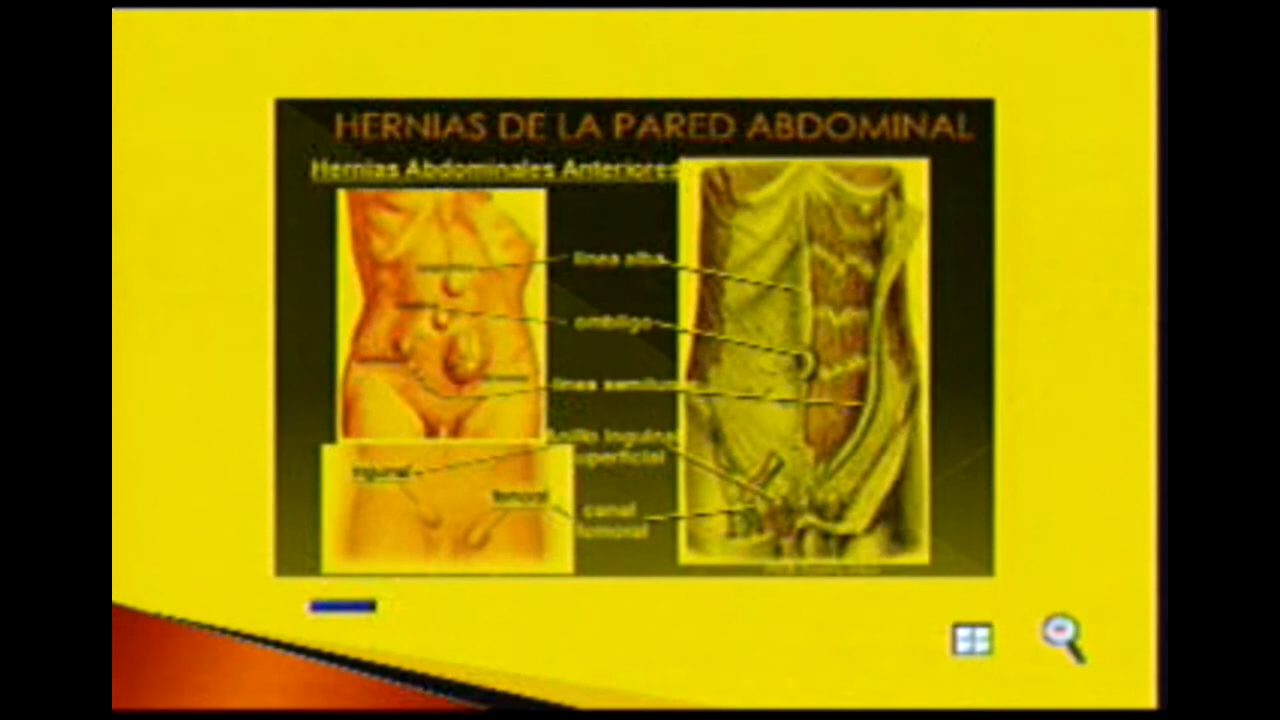 HERNIAS DE LA PARED ABDOMINAL
Hernias Abdominales Anteriores
línea alba
ombligo
línea semilunar
anillo inguinal
superficial
inguinal
femoral
canal
femoral